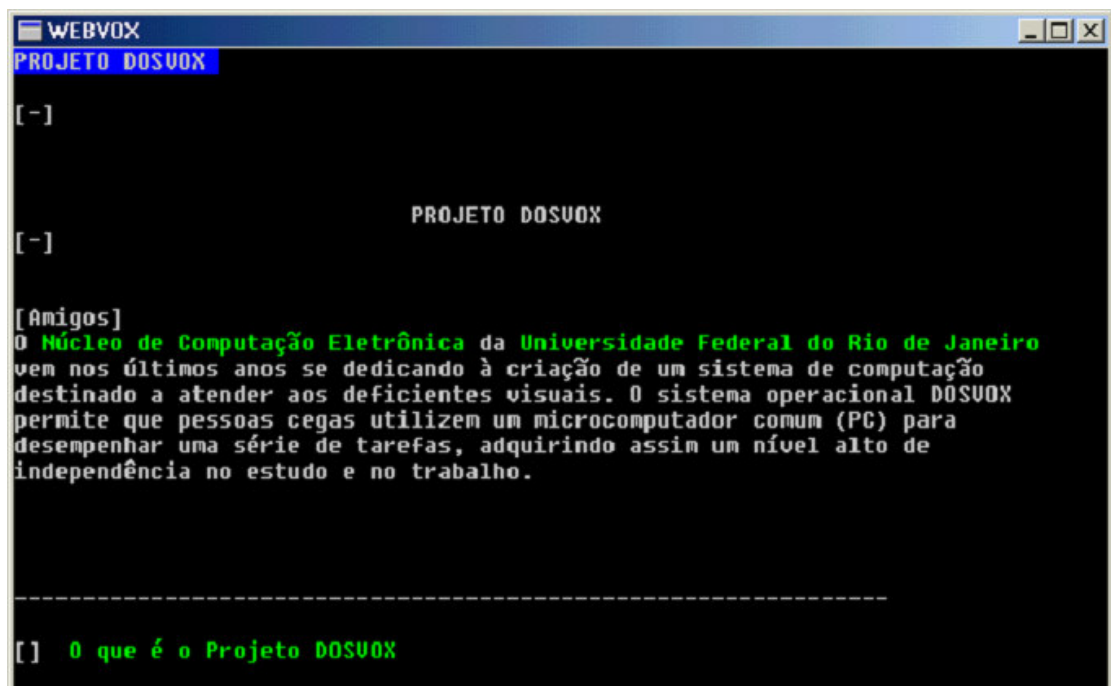 WEBVOX
PROJETO DOSVOX
[-]
PROJETO DOSVOX
[-]
[Amigos]
O Núcleo de Computação Eletrônica da Universidade Federal do Rio de Janeiro
vem nos últimos anos se dedicando à criação de um sistema de computação
destinado a atender aos deficientes visuais. O sistema operacional DOSVOX
permite que pessoas cegas utilizem um microcomputador comum (PC) para
desempenhar uma série de tarefas, adquirindo assim um nível alto de
independência no estudo e no trabalho.
----------------------------------------------------------------
[] O que é o Projeto DOSVOX